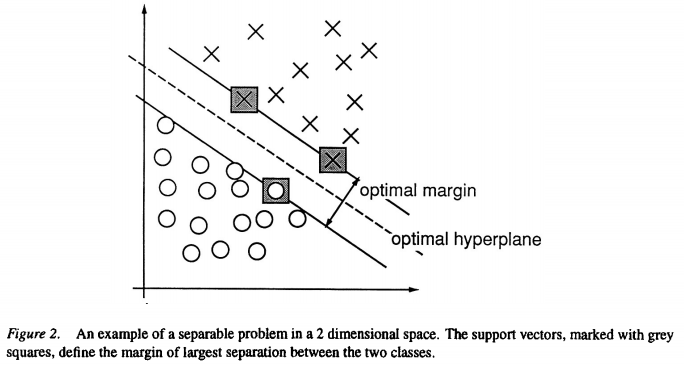 optimal margin
optimal hyperplane
Figure 2. An example of a separable problem in a 2 dimensional space. The support vectors, marked with grey
squares, define the margin of largest separation between the two classes.